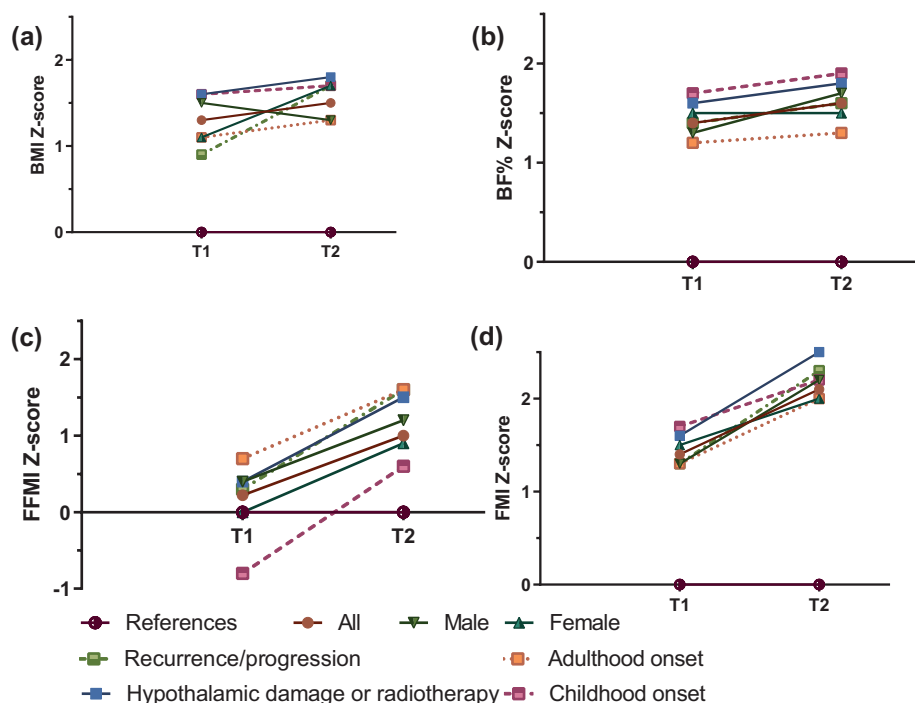 (a)
BMI Z-score
2
1
0
T1 T2
(b)
BF% Z-score
2
1
0
T1 T2
(c)
FFMI Z-score
2
1
0
-1
T1 T2
(d)
FMI Z-score
2
1
0
T1 T2
References All Male Female
Recurrence/progression Adulthood onset
Hypothalamic damage or radiotherapy Childhood onset